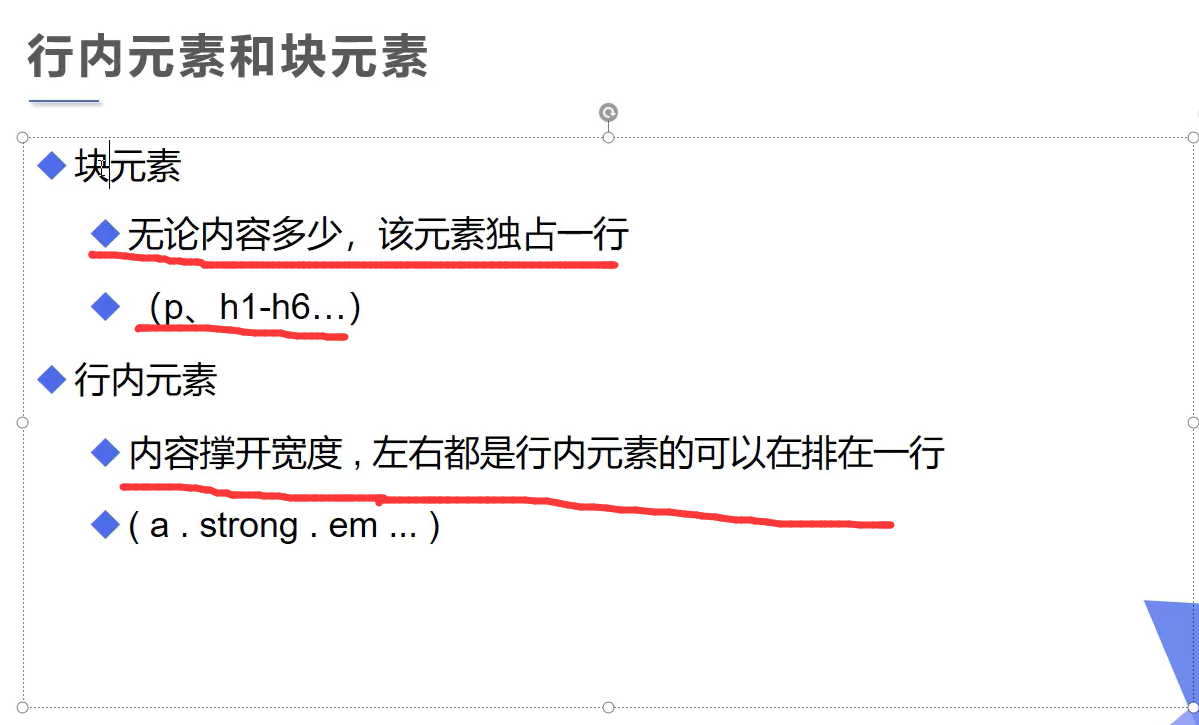 行内元素和块元素
块元素
无论内容多少，该元素独占一行
（p、h1-h6…）
行内元素
内容撑开宽度 , 左右都是行内元素的可以在排在一行
( a . strong . em ... )